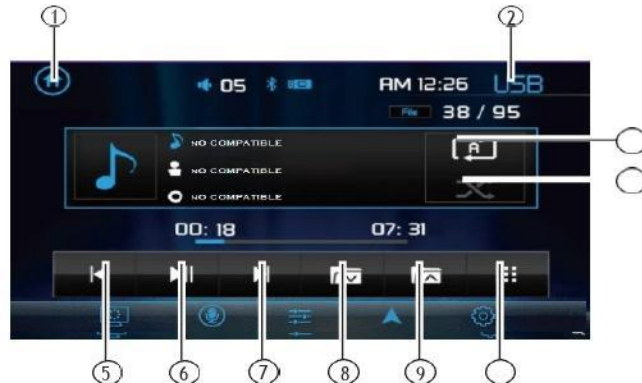 1 2
05 AM 12:26 USB
File 38 / 95
A
NO COMPATIBLE
NO COMPATIBLE
NO COMPATIBLE
00: 18 07: 31
5 6 7 8 9